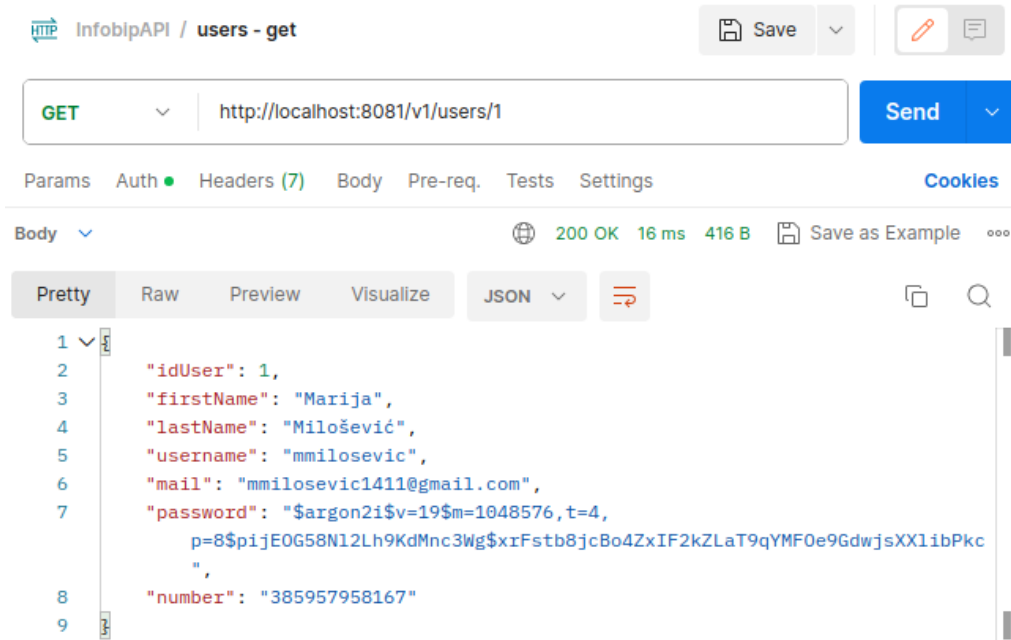 HTTP InfobipAPI / users - get Save
GET http://localhost:8081/v1/users/1 Send
Params Auth Headers (7) Body Pre-req. Tests Settings Cookies
Body 200 OK 16 ms 416 B Save as Example
Pretty Raw Preview Visualize JSON
1 {
2 "idUser": 1,
3 "firstName": "Marija",
4 "lastName": "Milošević",
5 "username": "mmilosevic",
6 "mail": "mmilosevic1411@gmail.com",
7 "password": "$argon2i$v=19$m=1048576,t=4,
p=8$pijEOG58Nl2Lh9KdMnc3Wg$xrFstb8jcBo4ZxIF2kZLaT9qYMFOe9GdwjsXXlibPkc
",
8 "number": "385957958167"
9 }